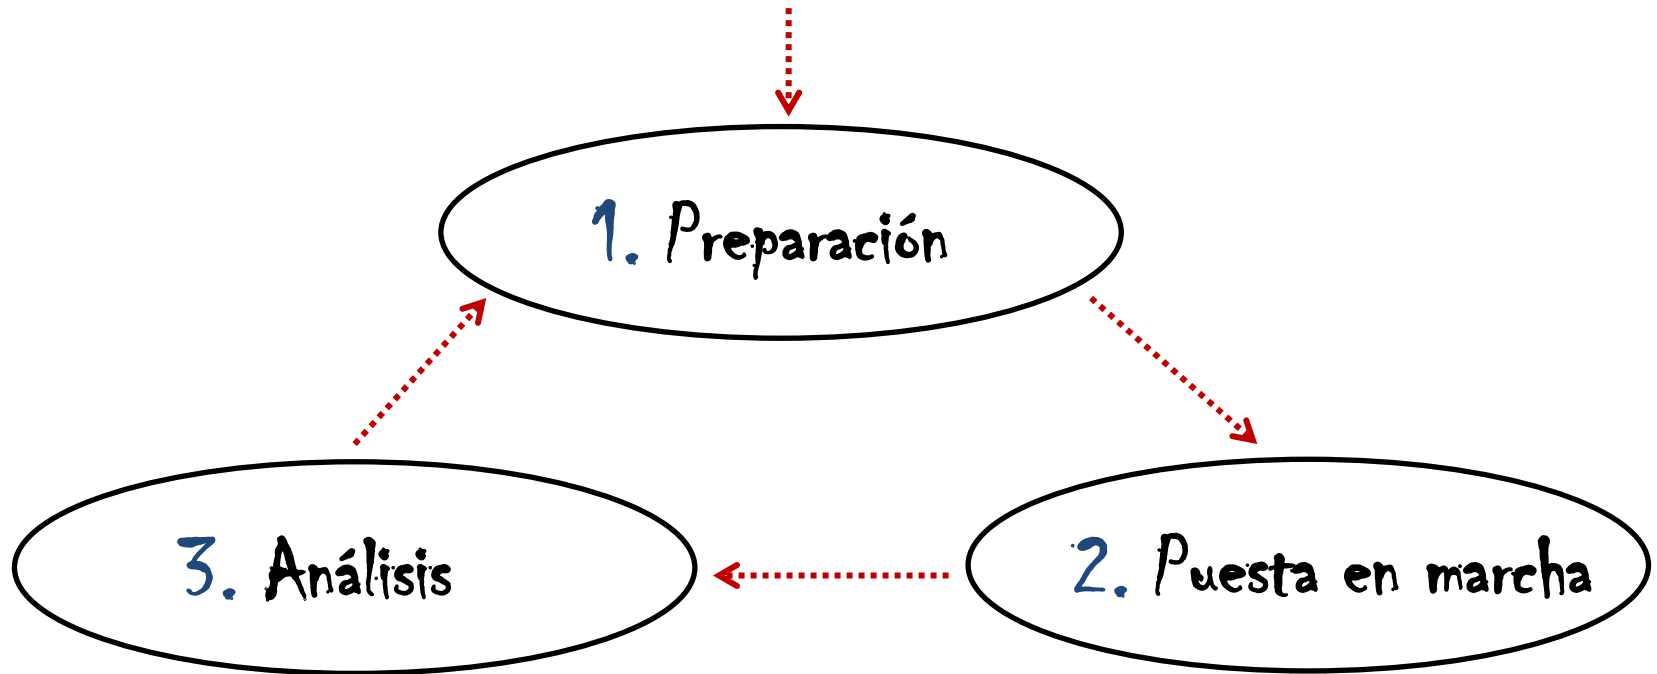 1. Preparación
2. Puesta en marcha
3. Análisis